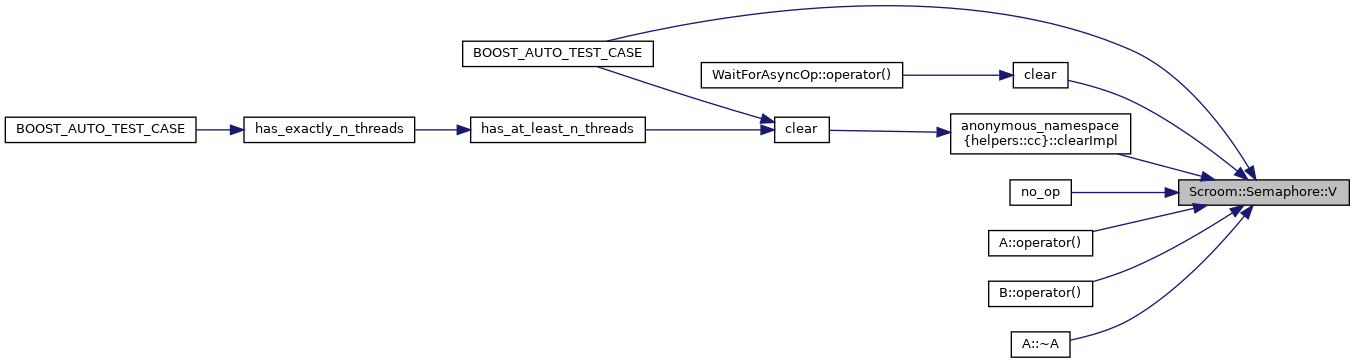 BOOST_AUTO_TEST_CASE
WaitForAsyncOp::operator()
clear
BOOST_AUTO_TEST_CASE
has_exactly_n_threads
has_at_least_n_threads
clear
anonymous_namespace
{helpers::cc}::clearImpl
no_op
Scroom::Semaphore::V
A::operator()
B::operator()
A::~A